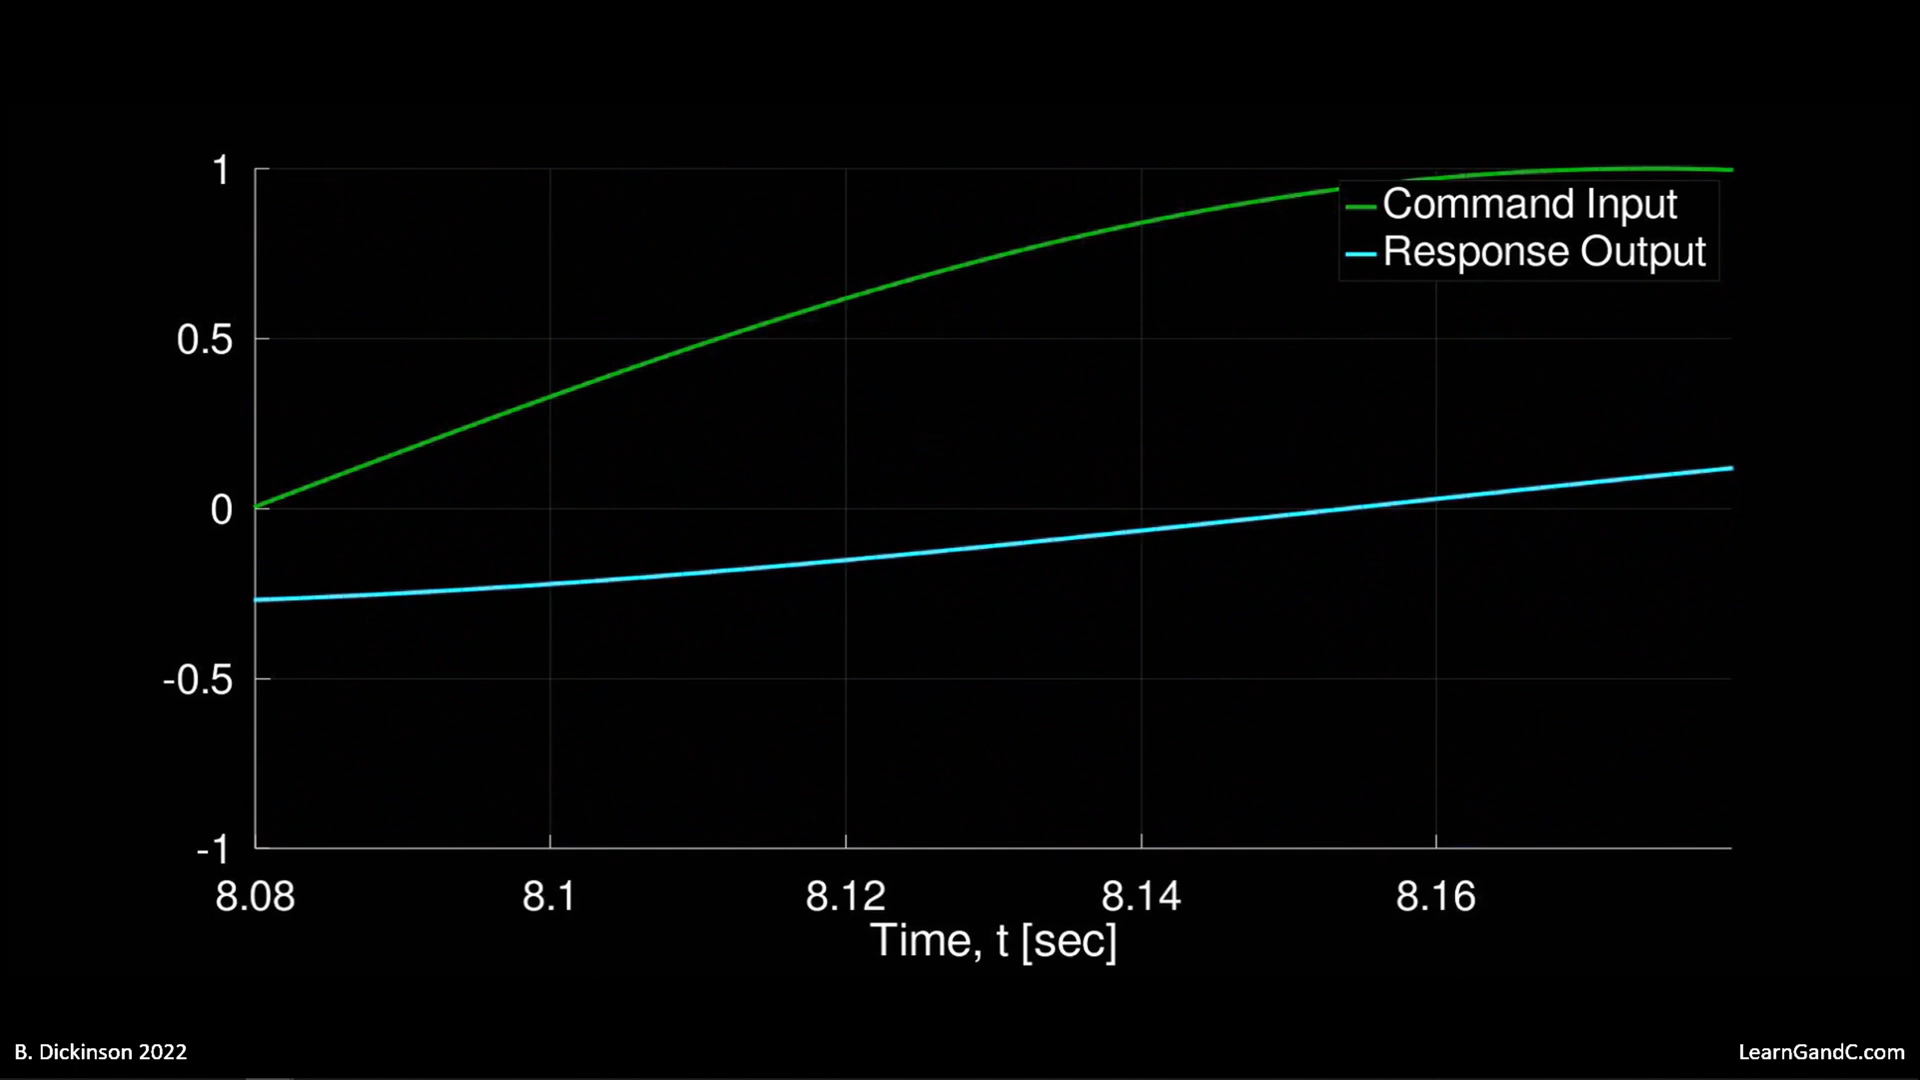 1
Command Input
Response Output
0.5
0
-0.5
-1
8.08 8.1 8.12 8.14 8.16
Time, t [sec]
B. Dickinson 2022
LearnGandC.com